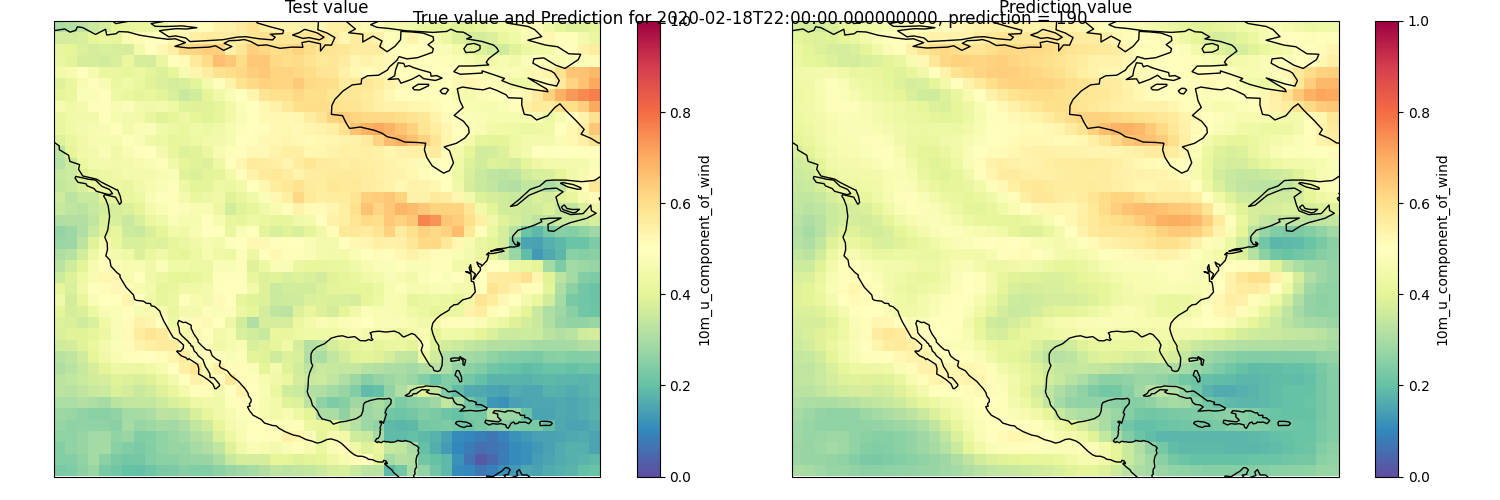 Test value
Prediction value
True value and Prediction for 2020-02-18T22:00:00.000000000, prediction = 190
1.0
0.8
0.6
0.4
0.2
0.0
10m_u_component_of_wind
1.0
0.8
0.6
0.4
0.2
0.0
10m_u_component_of_wind